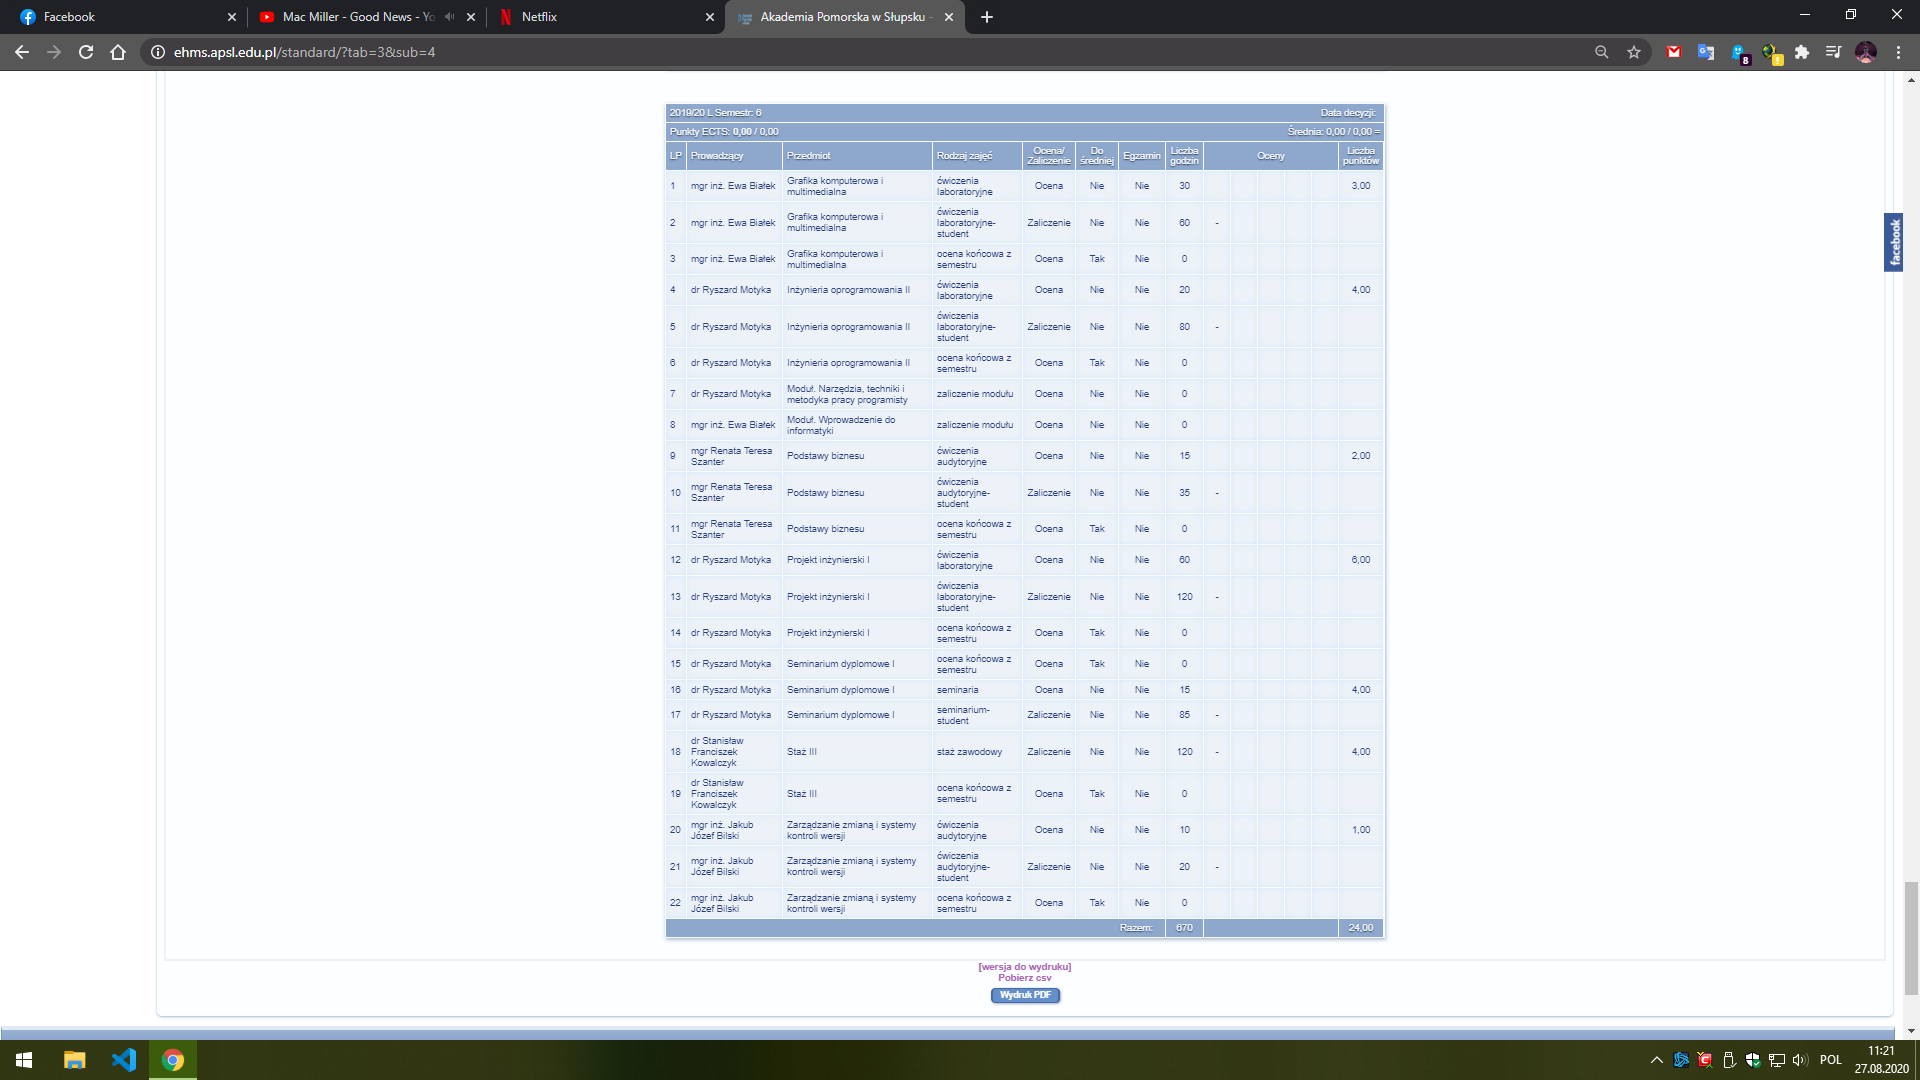 Facebook
Mac Miller - Good News - Yo
Netflix
Akademia Pomorska w Słupsku -
ehms.apsl.edu.pl/standard/?tab=3&sub=4
8
1
2019/20 L Semestr: 6 Data decyzji:
Punkty ECTS: 0,00 / 0,00 Średnia: 0,00 / 0,00 =
LP Prowadzący Przedmiot Rodzaj zajęć Ocena/ Zaliczenie Do średniej Egzamin Liczba godzin Oceny Liczba punktów
1 mgr inż. Ewa Białek Grafika komputerowa i multimedialna ćwiczenia laboratoryjne Ocena Nie Nie 30 3,00
2 mgr inż. Ewa Białek Grafika komputerowa i multimedialna ćwiczenia laboratoryjne-student Zaliczenie Nie Nie 60 -
3 mgr inż. Ewa Białek Grafika komputerowa i multimedialna ocena końcowa z semestru Ocena Tak Nie 0
4 dr Ryszard Motyka Inżynieria oprogramowania II ćwiczenia laboratoryjne Ocena Nie Nie 20 4,00
5 dr Ryszard Motyka Inżynieria oprogramowania II ćwiczenia laboratoryjne-student Zaliczenie Nie Nie 80 -
6 dr Ryszard Motyka Inżynieria oprogramowania II ocena końcowa z semestru Ocena Tak Nie 0
7 dr Ryszard Motyka Moduł. Narzędzia, techniki i metodyka pracy programisty zaliczenie modułu Ocena Nie Nie 0
8 mgr inż. Ewa Białek Moduł. Wprowadzenie do informatyki zaliczenie modułu Ocena Nie Nie 0
9 mgr Renata Teresa Szanter Podstawy biznesu ćwiczenia audytoryjne Ocena Nie Nie 15 2,00
10 mgr Renata Teresa Szanter Podstawy biznesu ćwiczenia audytoryjne-student Zaliczenie Nie Nie 35 -
11 mgr Renata Teresa Szanter Podstawy biznesu ocena końcowa z semestru Ocena Tak Nie 0
12 dr Ryszard Motyka Projekt inżynierski I ćwiczenia laboratoryjne Ocena Nie Nie 60 6,00
13 dr Ryszard Motyka Projekt inżynierski I ćwiczenia laboratoryjne-student Zaliczenie Nie Nie 120 -
14 dr Ryszard Motyka Projekt inżynierski I ocena końcowa z semestru Ocena Tak Nie 0
15 dr Ryszard Motyka Seminarium dyplomowe I ocena końcowa z semestru Ocena Tak Nie 0
16 dr Ryszard Motyka Seminarium dyplomowe I seminaria Ocena Nie Nie 15 4,00
17 dr Ryszard Motyka Seminarium dyplomowe I seminarium-student Zaliczenie Nie Nie 85 -
18 dr Stanisław Franciszek Kowalczyk Staż III staż zawodowy Zaliczenie Nie Nie 120 - 4,00
19 dr Stanisław Franciszek Kowalczyk Staż III ocena końcowa z semestru Ocena Tak Nie 0
20 mgr inż. Jakub Józef Bilski Zarządzanie zmianą i systemy kontroli wersji ćwiczenia audytoryjne Ocena Nie Nie 10 1,00
21 mgr inż. Jakub Józef Bilski Zarządzanie zmianą i systemy kontroli wersji ćwiczenia audytoryjne-student Zaliczenie Nie Nie 20 -
22 mgr inż. Jakub Józef Bilski Zarządzanie zmianą i systemy kontroli wersji ocena końcowa z semestru Ocena Tak Nie 0
Razem: 670 24,00
facebook
[wersja do wydruku]
Pobierz csv
Wydruk PDF
POL
11:21
27.08.2020